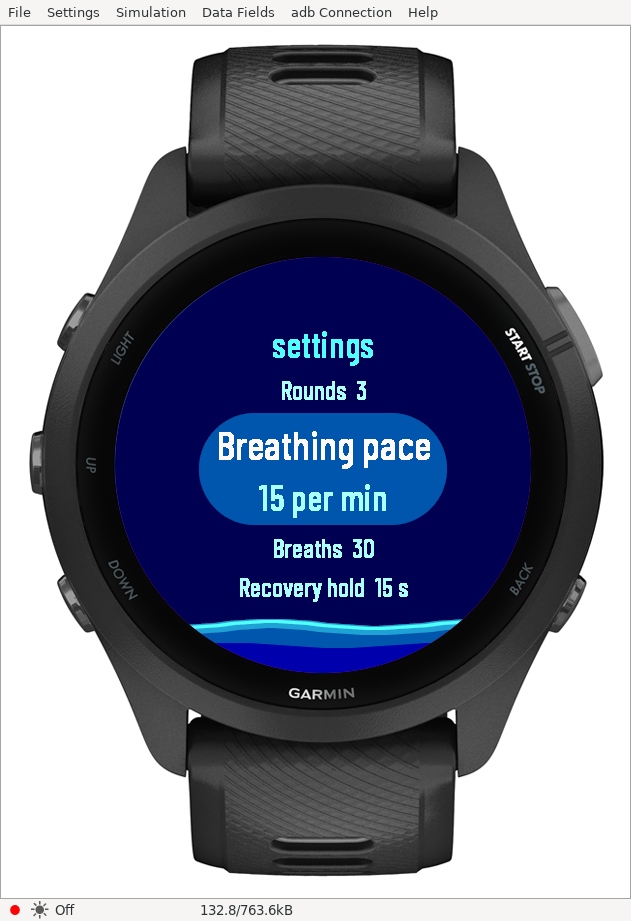 File Settings Simulation Data Fields adb Connection Help
START STOP
LIGHT
settings
Rounds 3
UP
Breathing pace
15 per min
Breaths 30
DOWN
BACK
Recovery hold 15 s
GARMIN
Off 132.8/763.6kB